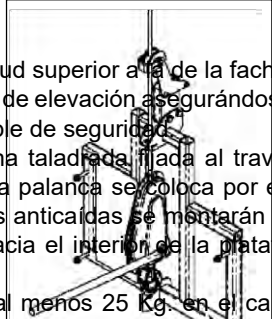 ud superior a la de la fach
de elevación asegurándos
ble de seguridad.
na taladrada fijada al trav
a palanca se coloca por e
s anticaídas se montarán
acia el interior de la plata
al menos 25 Kg. en el ca